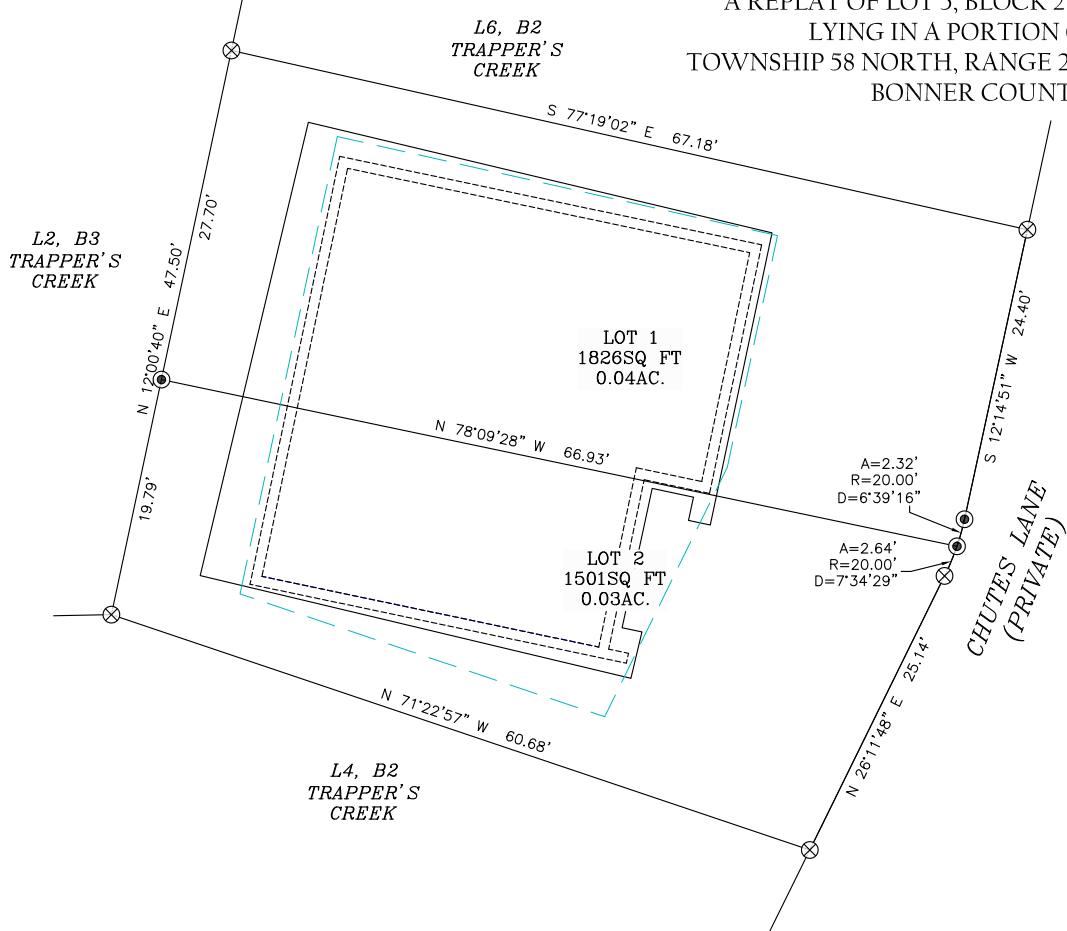 A REPLAT OF LOT 5, BLOCK 2
LYING IN A PORTION
TOWNSHIP 58 NORTH, RANGE 2
BONNER COUNT
L6, B2
TRAPPER'S
CREEK
S 77°19'02" E 67.18'
27.70'
L2, B3
TRAPPER'S
CREEK
N 12°00'40" E 47.50'
LOT 1
1826SQ FT
0.04AC.
S 12°14'51" W 24.40'
N 78°09'28" W 66.93'
A=2.32'
R=20.00'
D=6°39'16"
19.79'
A=2.64'
R=20.00'
D=7°34'29"
LOT 2
1501SQ FT
0.03AC.
CHUTES LANE
(PRIVATE)
N 26°11'48" E 25.14'
N 71°22'57" W 60.68'
L4, B2
TRAPPER'S
CREEK